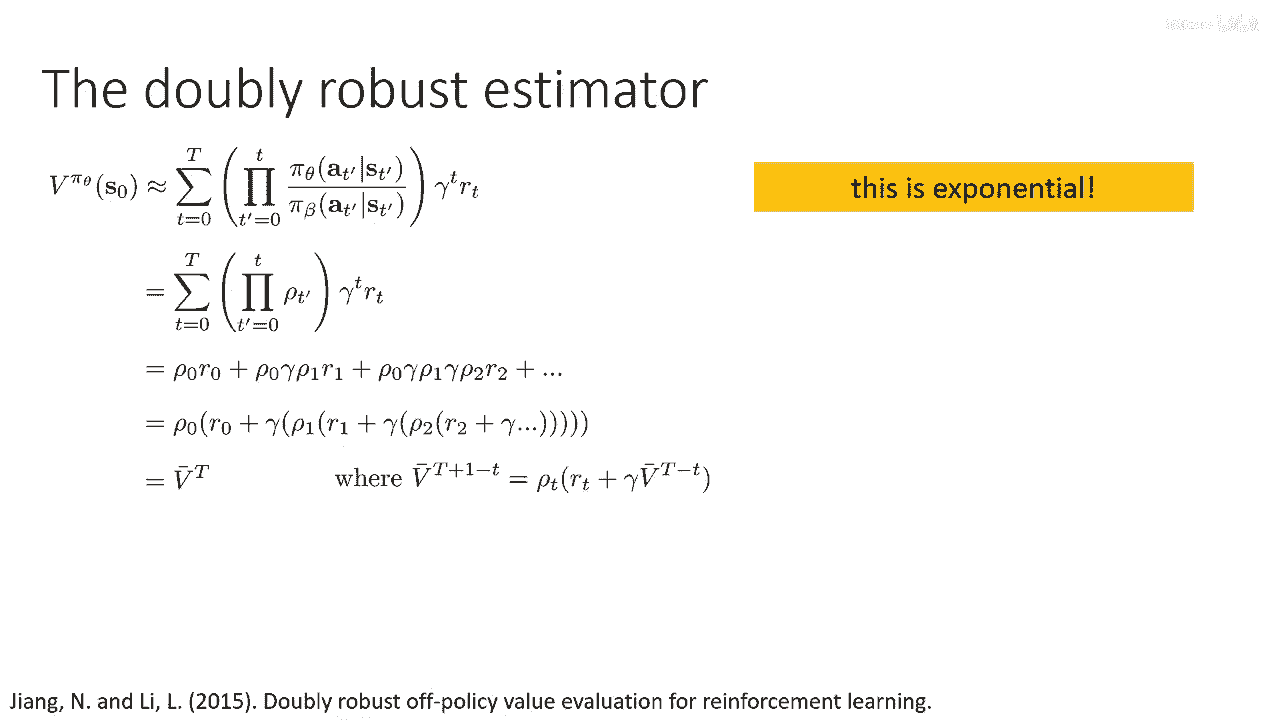 The doubly robust estimator
$V^{\pi_\theta}(\mathbf{s}_0) \approx \sum_{t=0}^{T} \left( \prod_{t'=0}^{t} \frac{\pi_\theta(\mathbf{a}_{t'}|\mathbf{s}_{t'})}{\pi_\beta(\mathbf{a}_{t'}|\mathbf{s}_{t'})} \right) \gamma^t r_t$
this is exponential!
$= \sum_{t=0}^{T} \left( \prod_{t'=0}^{t} \rho_{t'} \right) \gamma^t r_t$
$= \rho_0 r_0 + \rho_0 \gamma \rho_1 r_1 + \rho_0 \gamma \rho_1 \gamma \rho_2 r_2 + ...$
$= \rho_0(r_0 + \gamma(\rho_1(r_1 + \gamma(\rho_2(r_2 + \gamma...)))))$
$= \bar{V}^T$ where $\bar{V}^{T+1-t} = \rho_t(r_t + \gamma \bar{V}^{T-t})$
Jiang, N. and Li, L. (2015). Doubly robust off-policy value evaluation for reinforcement learning.